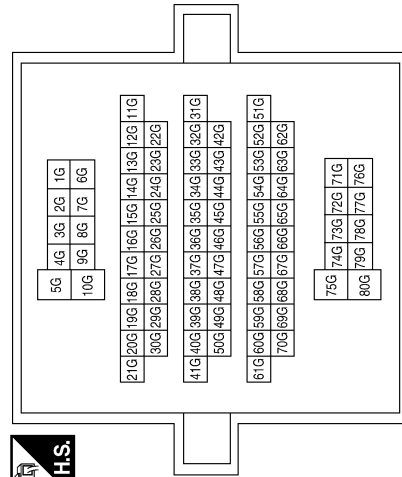 H.S.
5G 4G 3G 2G 1G
10G 9G 8G 7G 6G
21G 20G 19G 18G 17G 16G 15G 14G 13G 12G 11G
30G 29G 28G 27G 26G 25G 24G 23G 22G
41G 40G 39G 38G 37G 36G 35G 34G 33G 32G 31G
50G 49G 48G 47G 46G 45G 44G 43G 42G
61G 60G 59G 58G 57G 56G 55G 54G 53G 52G 51G
70G 69G 68G 67G 66G 65G 64G 63G 62G
75G 74G 73G 72G 71G
80G 79G 78G 77G 76G